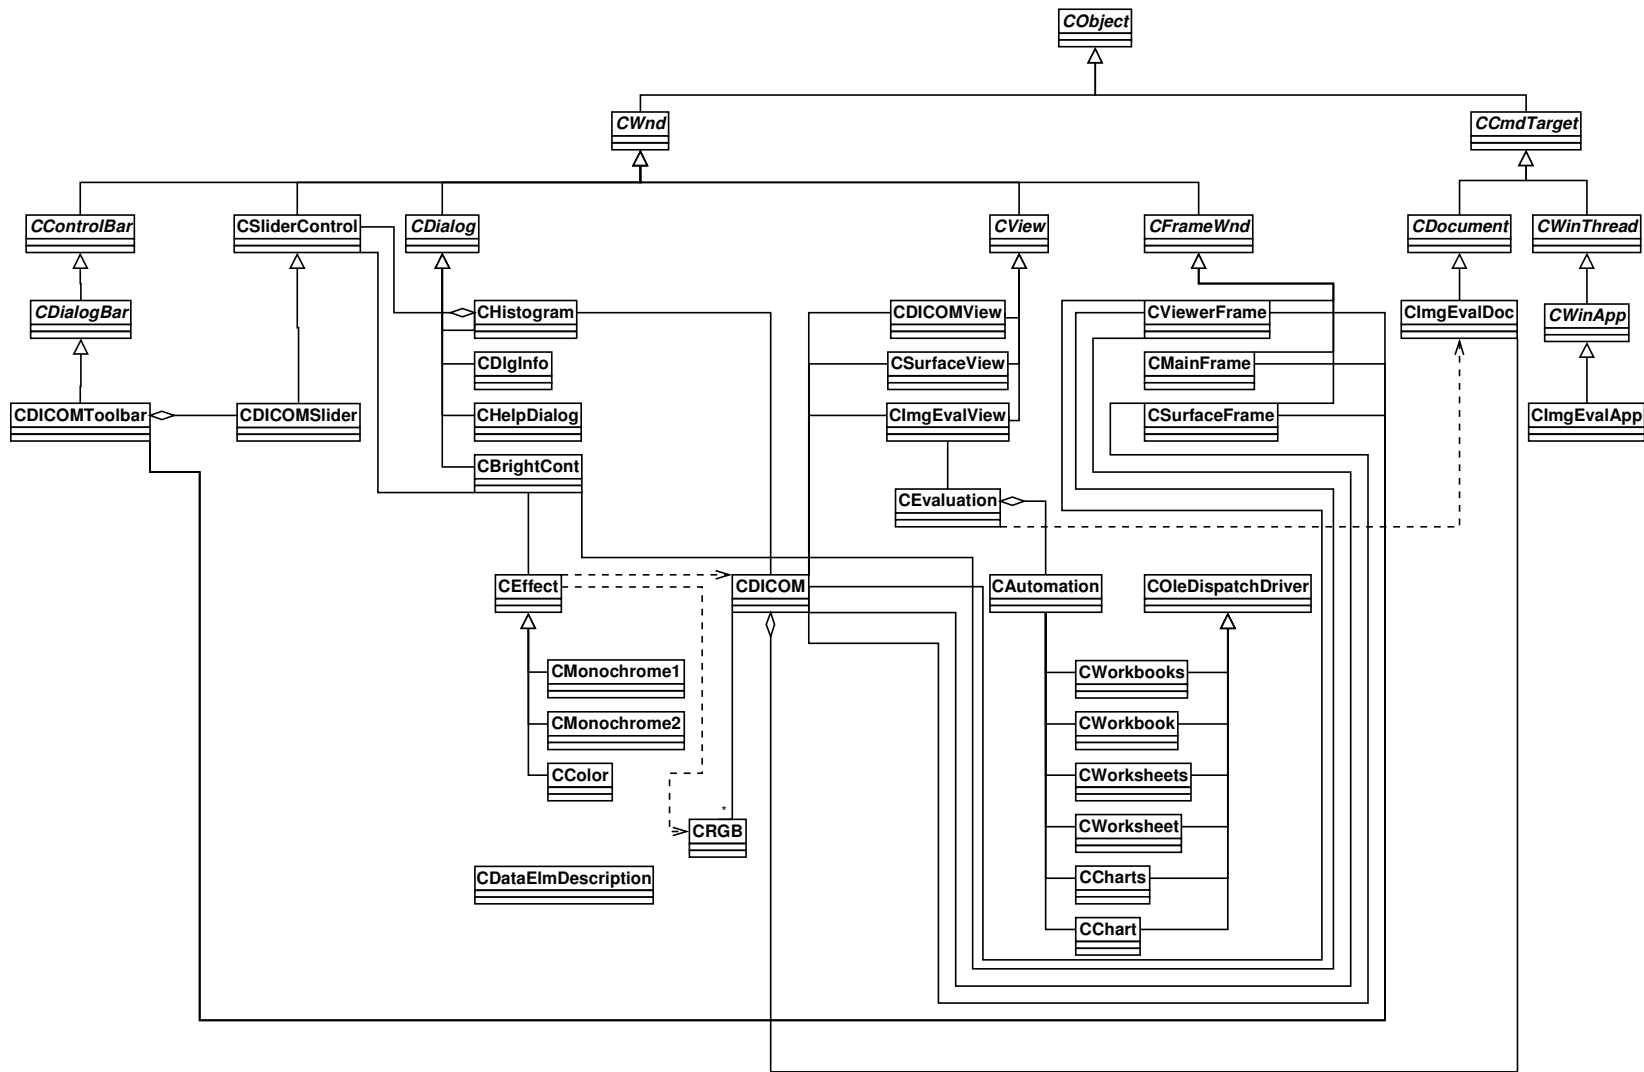 CObject
CWnd
CCmdTarget
CControlBar
CSliderControl
CDialog
CView
CFrameWnd
CDocument
CWinThread
CDialogBar
CHistogram
CDICOMView
CViewerFrame
CImgEvalDoc
CWinApp
CDlgInfo
CSurfaceView
CMainFrame
CDICOMToolbar
CDICOMSlider
CHelpDialog
CImgEvalView
CSurfaceFrame
CImgEvalApp
CBrightCont
CEvaluation
CEffect
CDICOM
CAutomation
COleDispatchDriver
CMonochrome1
CWorkbooks
CMonochrome2
CWorkbook
CColor
CWorksheets
*
CRGB
CWorksheet
CDataElmDescription
CCharts
CChart